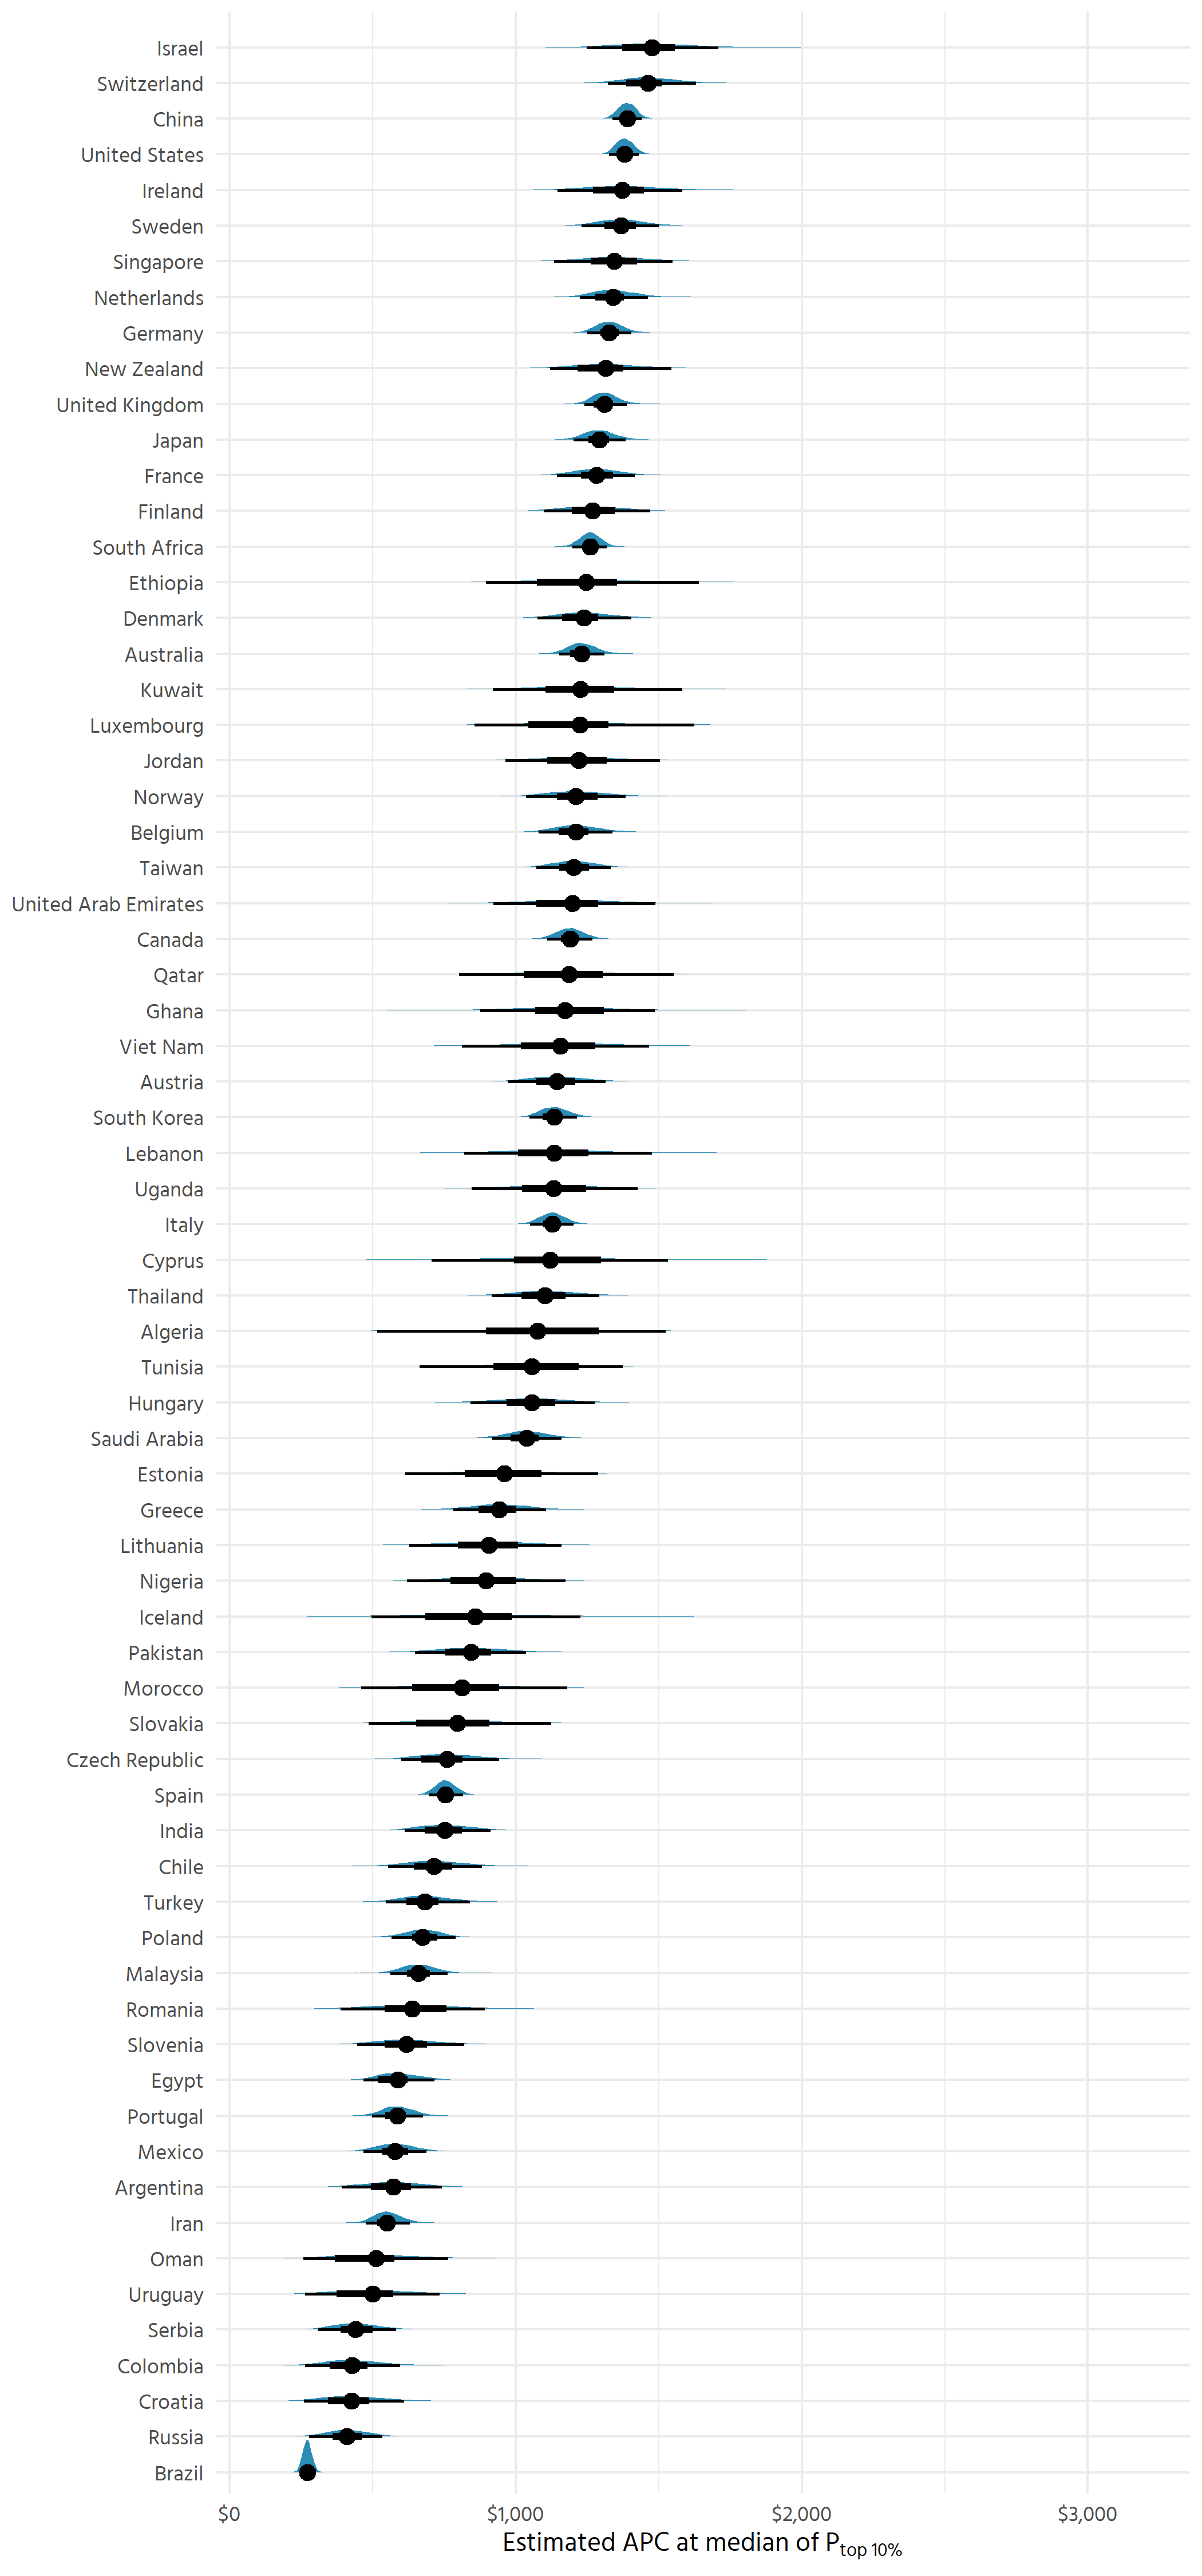 Israel
Switzerland
China
United States
Ireland
Sweden
Singapore
Netherlands
Germany
New Zealand
United Kingdom
Japan
France
Finland
South Africa
Ethiopia
Denmark
Australia
Kuwait
Luxembourg
Jordan
Norway
Belgium
Taiwan
United Arab Emirates
Canada
Qatar
Ghana
Viet Nam
Austria
South Korea
Lebanon
Uganda
Italy
Cyprus
Thailand
Algeria
Tunisia
Hungary
Saudi Arabia
Estonia
Greece
Lithuania
Nigeria
Iceland
Pakistan
Morocco
Slovakia
Czech Republic
Spain
India
Chile
Turkey
Poland
Malaysia
Romania
Slovenia
Egypt
Portugal
Mexico
Argentina
Iran
Oman
Uruguay
Serbia
Colombia
Croatia
Russia
Brazil
$0 $1,000 $2,000 $3,000
Estimated APC at median of Ptop 10%